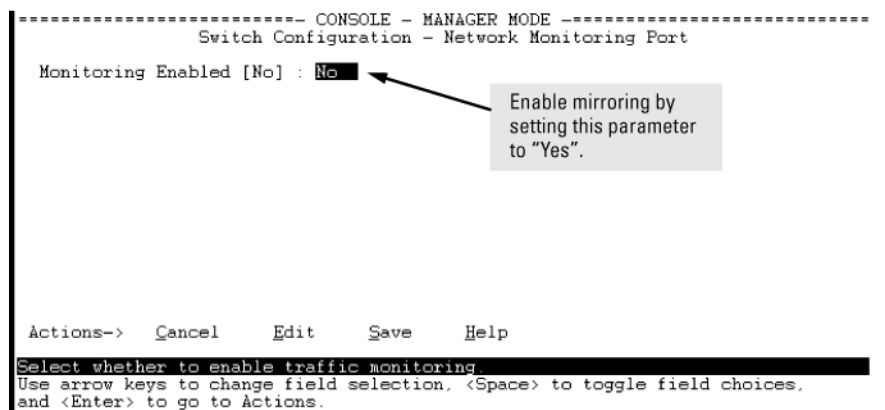 ==========================- CONSOLE - MANAGER MODE -============================
Switch Configuration - Network Monitoring Port
Monitoring Enabled [No] : No
Enable mirroring by
setting this parameter
to “Yes”.
Actions-> Cancel Edit Save Help
Select whether to enable traffic monitoring.
Use arrow keys to change field selection, <Space> to toggle field choices,
and <Enter> to go to Actions.